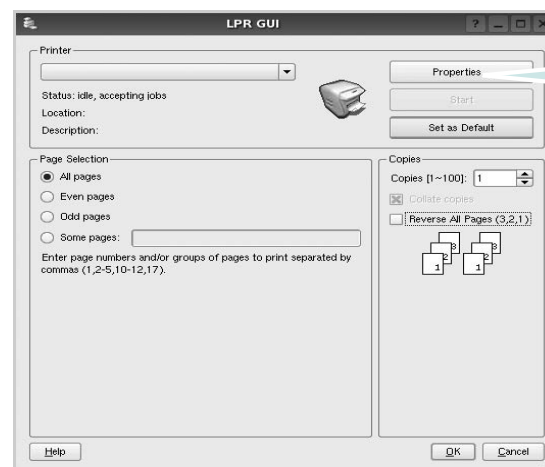 LPR GUI
Printer
Properties
Status: idle, accepting jobs
Start
Location:
Description:
Set as Default
Page Selection
All pages
Even pages
Odd pages
Some pages:
Enter page numbers and/or groups of pages to print separated by
commas (1,2-5,10-12,17).
Copies
Copies [1~100]: 1
Collate copies
Reverse All Pages (3,2,1)
3 3
2 2
1 1
Help
OK
Cancel